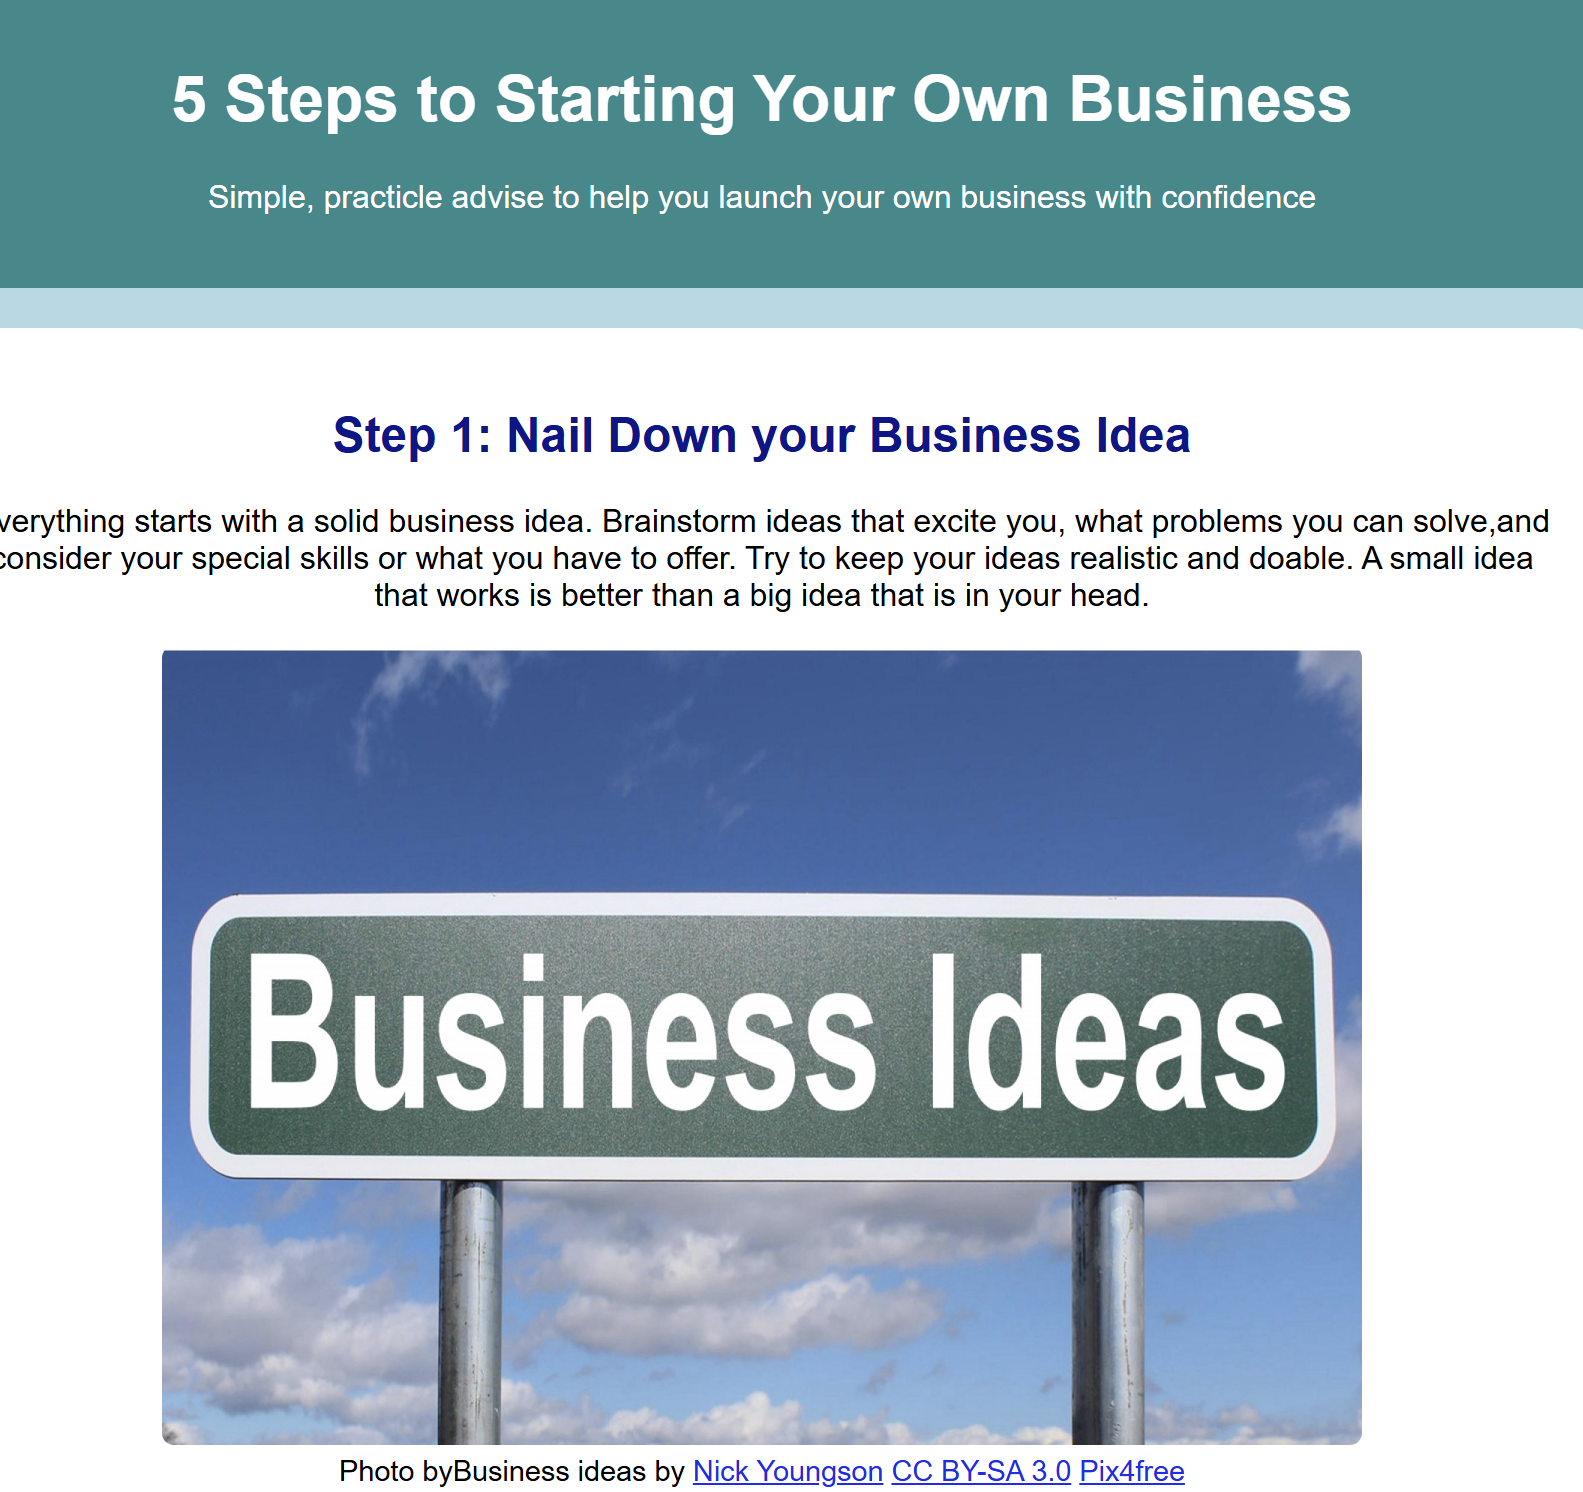 5 Steps to Starting Your Own Business
Simple, practicle advise to help you launch your own business with confidence
Step 1: Nail Down your Business Idea
verything starts with a solid business idea. Brainstorm ideas that excite you, what problems you can solve,and
consider your special skills or what you have to offer. Try to keep your ideas realistic and doable. A small idea
that works is better than a big idea that is in your head.
Business Ideas
Photo byBusiness ideas by Nick Youngson CC BY-SA 3.0 Pix4free